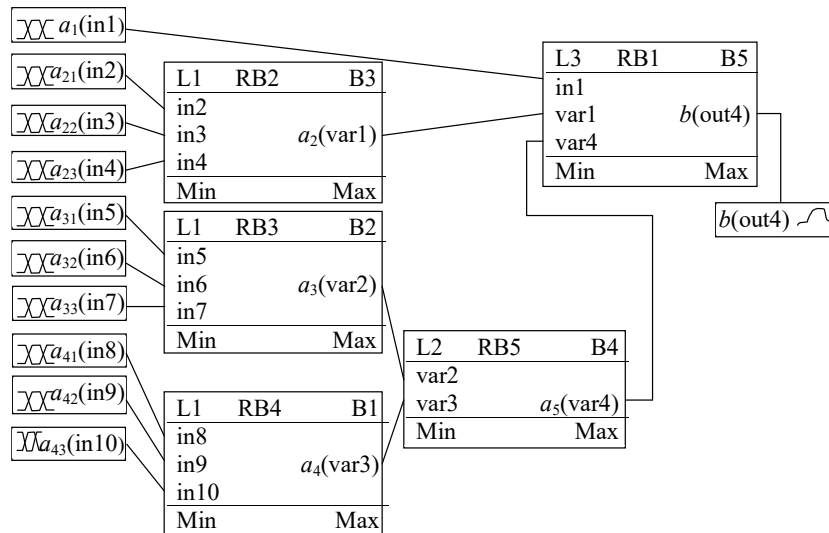 a₁(in1)
a₂₁(in2)
a₂₂(in3)
a₂₃(in4)
a₃₁(in5)
a₃₂(in6)
a₃₃(in7)
a₄₁(in8)
a₄₂(in9)
a₄₃(in10)
L1 RB2 B3
in2
in3 a₂(var1)
in4
Min Max
L1 RB3 B2
in5
in6 a₃(var2)
in7
Min Max
L1 RB4 B1
in8
in9 a₄(var3)
in10
Min Max
L2 RB5 B4
var2
var3 a₅(var4)
Min Max
L3 RB1 B5
in1
var1 b(out4)
var4
Min Max
b(out4)